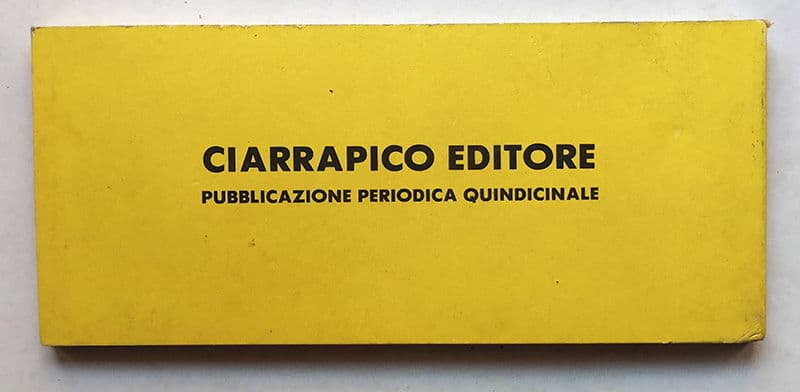 CIARRAPICO EDITORE
PUBBLICAZIONE PERIODICA QUINDICINALE